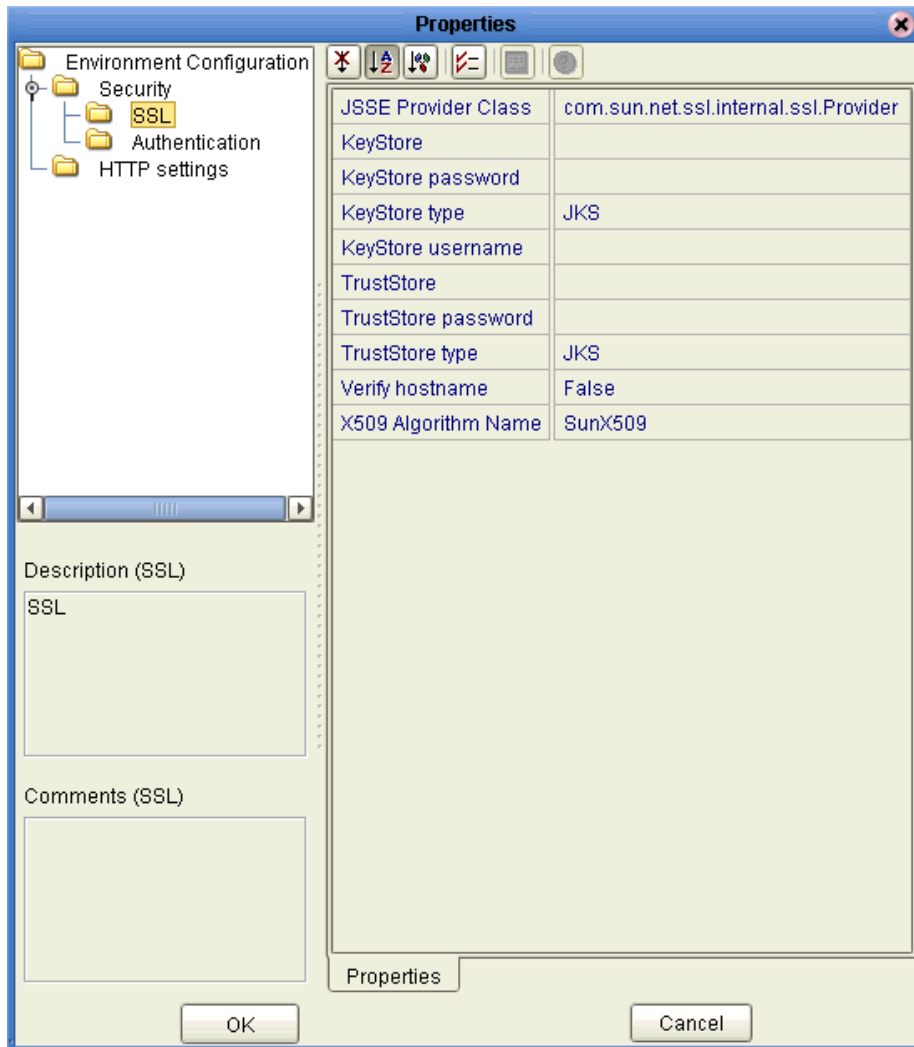 Properties
Environment Configuration
Security
SSL
Authentication
HTTP settings
JSSE Provider Class com.sun.net.ssl.internal.ssl.Provider
KeyStore
KeyStore password
KeyStore type JKS
KeyStore username
TrustStore
TrustStore password
TrustStore type JKS
Verify hostname False
X509 Algorithm Name SunX509
Description (SSL)
SSL
Comments (SSL)
Properties
OK Cancel